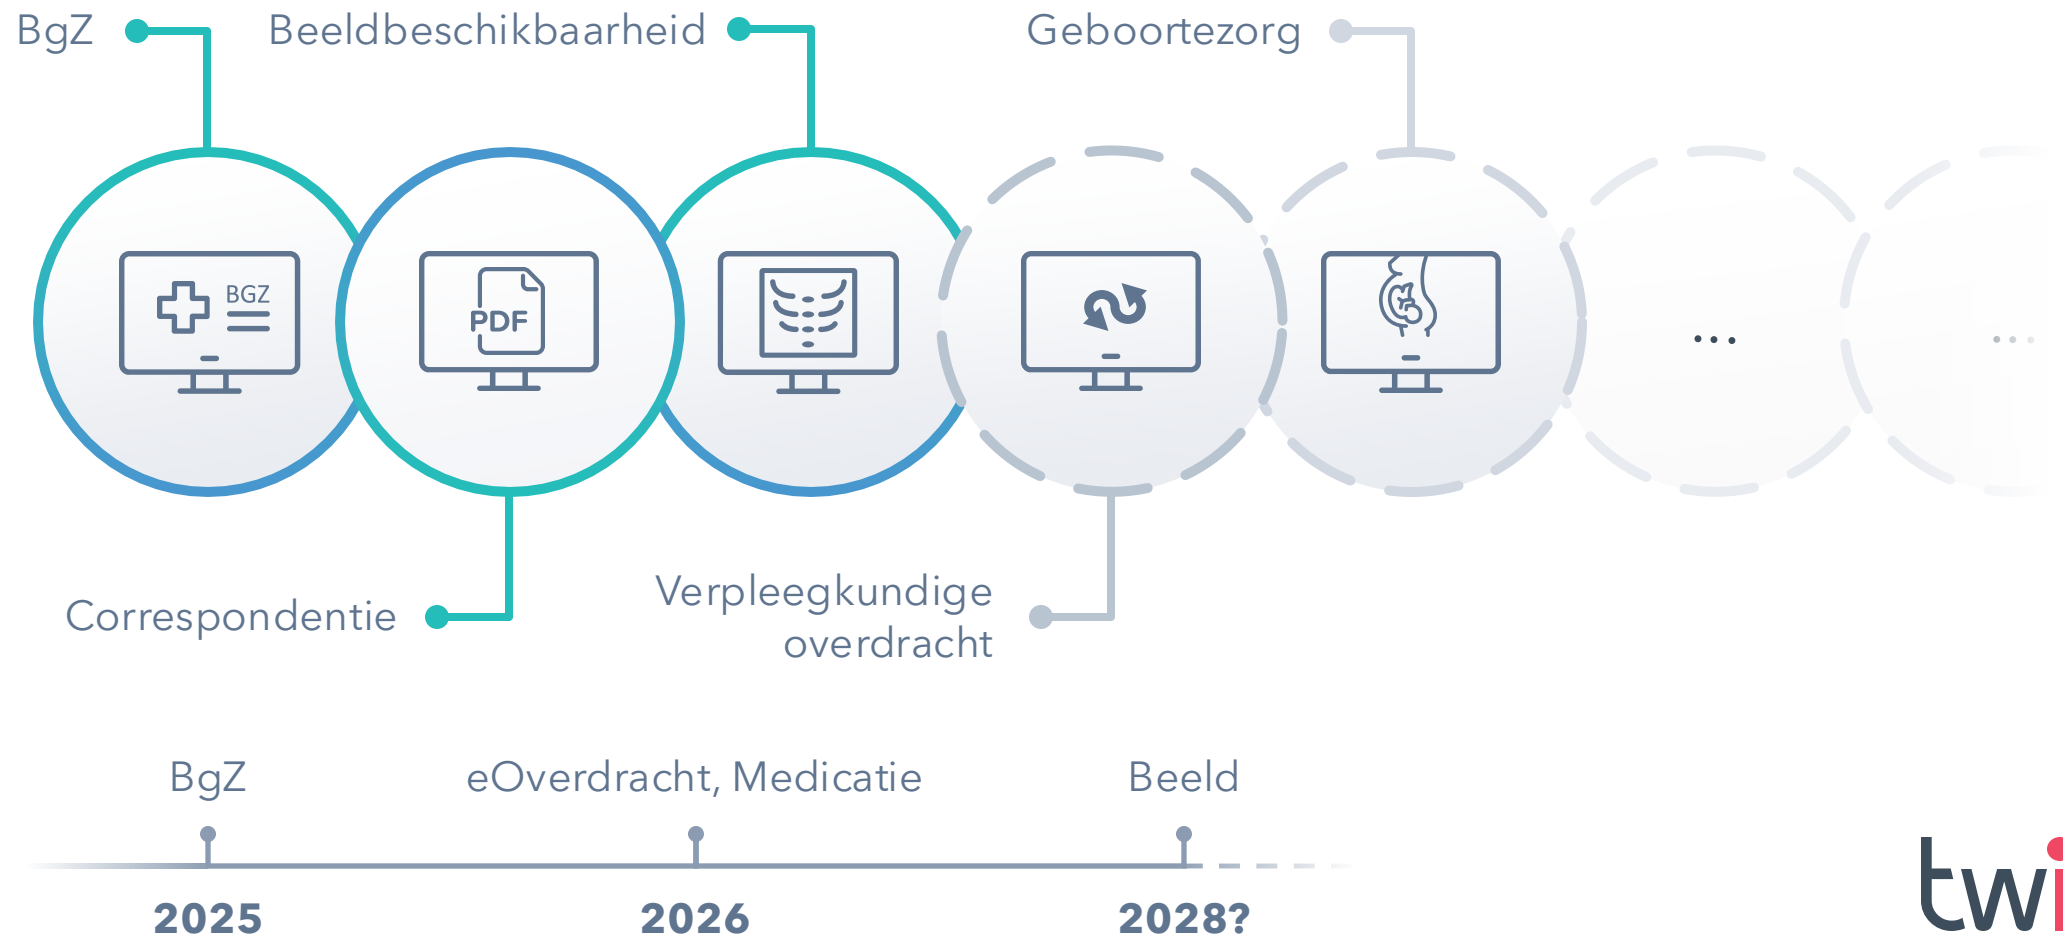 BgZ
Beeldbeschikbaarheid
Geboortezorg
BGZ
PDF
...
...
Correspondentie
Verpleegkundige
overdracht
BgZ
eOverdracht, Medicatie
Beeld
2025
2026
2028?
twi